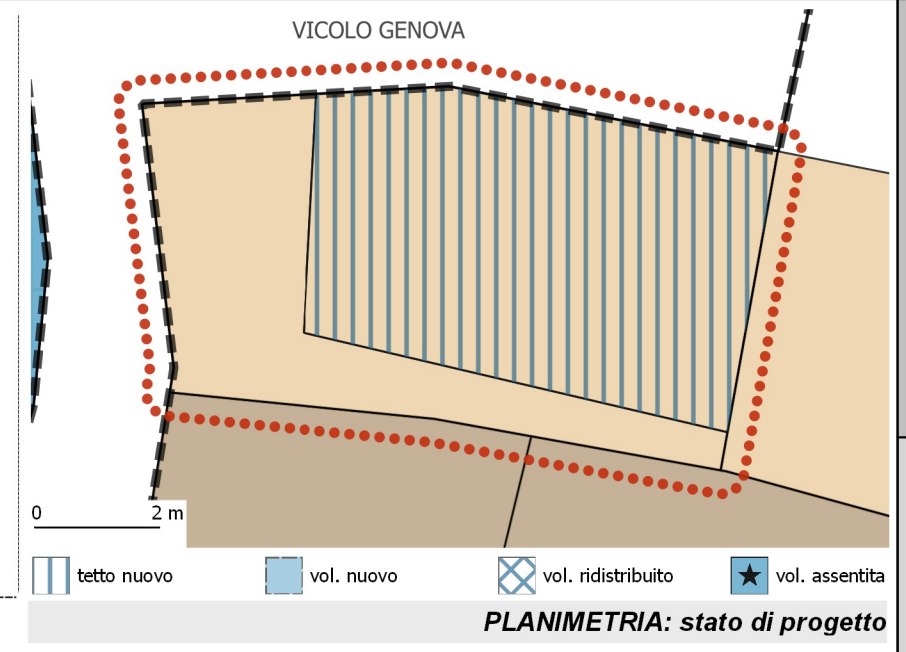 VICOLO GENOVA
0 2 m
tetto nuovo vol. nuovo vol. ridistribuito vol. assentita
PLANIMETRIA: stato di progetto